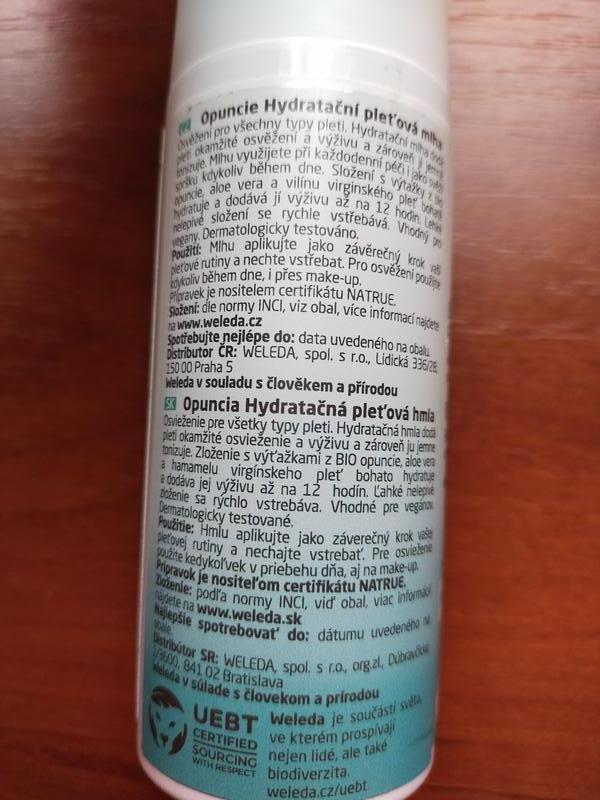 Opuncie Hydratační pleťová mlha
Osvěžení pro všechny typy pleti. Hydratační mlha dodá
pleti okamžité osvěžení a výživu a zároveň ji jemně
tonizuje. Mlhu využijete při každodenní péči i jako svěží
spršku kdykoliv během dne. Složení s výtažky z BIO
opuncie, aloe vera a vilínu virginského pleť bohatě
hydratuje a dodává jí výživu až na 12 hodin. Lehké
nelepivé složení se rychle vstřebává. Vhodný pro
vegany. Dermatologicky testováno.
Použití: Mlhu aplikujte jako závěrečný krok vaší
pleťové rutiny a nechte vstřebat. Pro osvěžení použijte
kdykoliv během dne, i přes make-up.
Přípravek je nositelem certifikátu NATRUE.
Složení: dle normy INCI, viz obal, více informací najdete
na www.weleda.cz
Spotřebujte nejlépe do: data uvedeného na obalu.
Distributor ČR: WELEDA, spol. s r.o., Lidická 336/28,
150 00 Praha 5
Weleda v souladu s člověkem a přírodou
SK Opuncia Hydratačná pleťová hmla
Osvieženie pre všetky typy pleti. Hydratačná hmla dodá
pleti okamžité osvieženie a výživu a zároveň ju jemne
tonizuje. Zloženie s výťažkami z BIO opuncie, aloe vera
a hamamelu virgínskeho pleť bohato hydratuje
a dodáva jej výživu až na 12 hodín. Ľahké nelepivé
zloženie sa rýchlo vstrebáva. Vhodné pre vegánov.
Dermatologicky testované.
Použitie: Hmlu aplikujte jako záverečný krok vašej
pleťovej rutiny a nechajte vstrebať. Pre osvieženie
použite kedykoľvek v priebehu dňa, aj na make-up.
Prípravok je nositeľom certifikátu NATRUE.
Zloženie: podľa normy INCI, viď obal, viac informácií
nájdete na www.weleda.sk
Najlepšie spotrebovať do: dátumu uvedeného na
obale.
Distribútor SR: WELEDA, spol. s r.o., org.zl., Dúbravčická
1/3600, 841 02 Bratislava
Weleda v súlade s človekom a prírodou
UEBT
CERTIFIED
SOURCING
WITH RESPECT
Weleda je součástí světa,
ve kterém prospívají
nejen lidé, ale také
biodiverzita.
weleda.cz/uebt